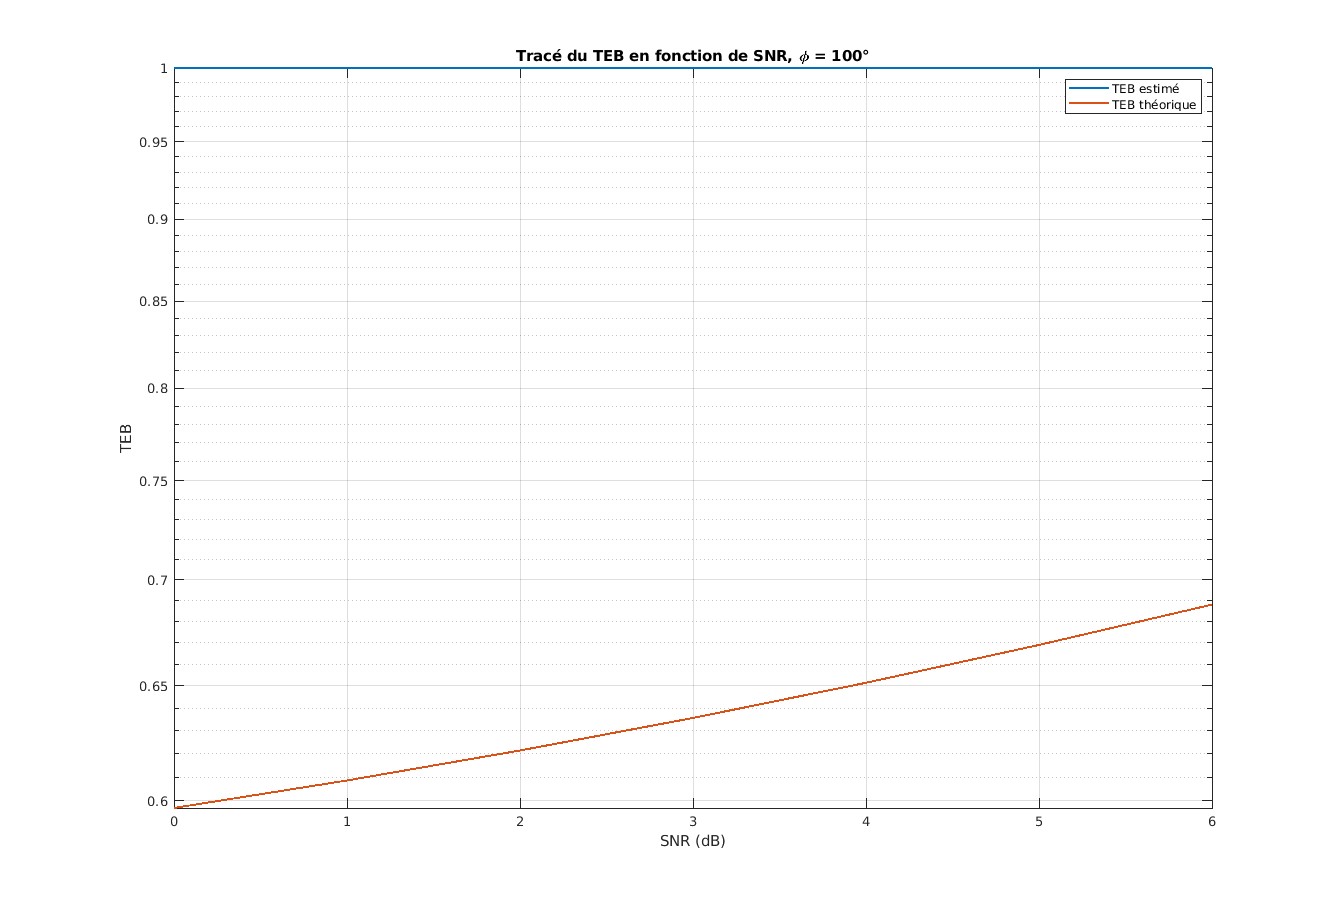 Tracé du TEB en fonction de SNR, ϕ = 100°
TEB estimé
TEB théorique
1
0.95
0.9
0.85
0.8
0.75
0.7
0.65
0.6
TEB
0 1 2 3 4 5 6
SNR (dB)